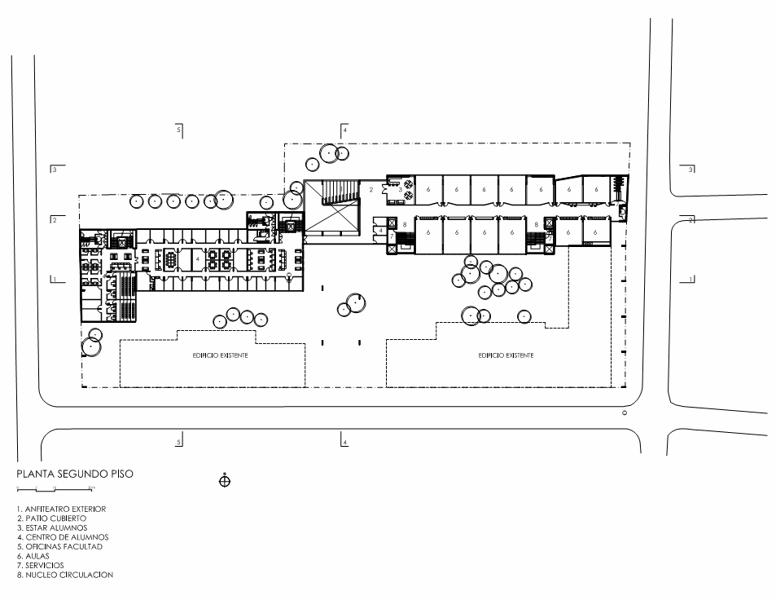 5
4
3
3
2
3
6
6
6
6
6
6
6
2
2
4
8
6
6
6
8
6
6
4
1
1
EDIFICIO EXISTENTE
EDIFICIO EXISTENTE
5
4
PLANTA SEGUNDO PISO
1. ANFITEATRO EXTERIOR
2. PATIO CUBIERTO
3. ESTAR ALUMNOS
4. CENTRO DE ALUMNOS
5. OFICINAS FACULTAD
6. AULAS
7. SERVICIOS
8. NUCLEO CIRCULACION